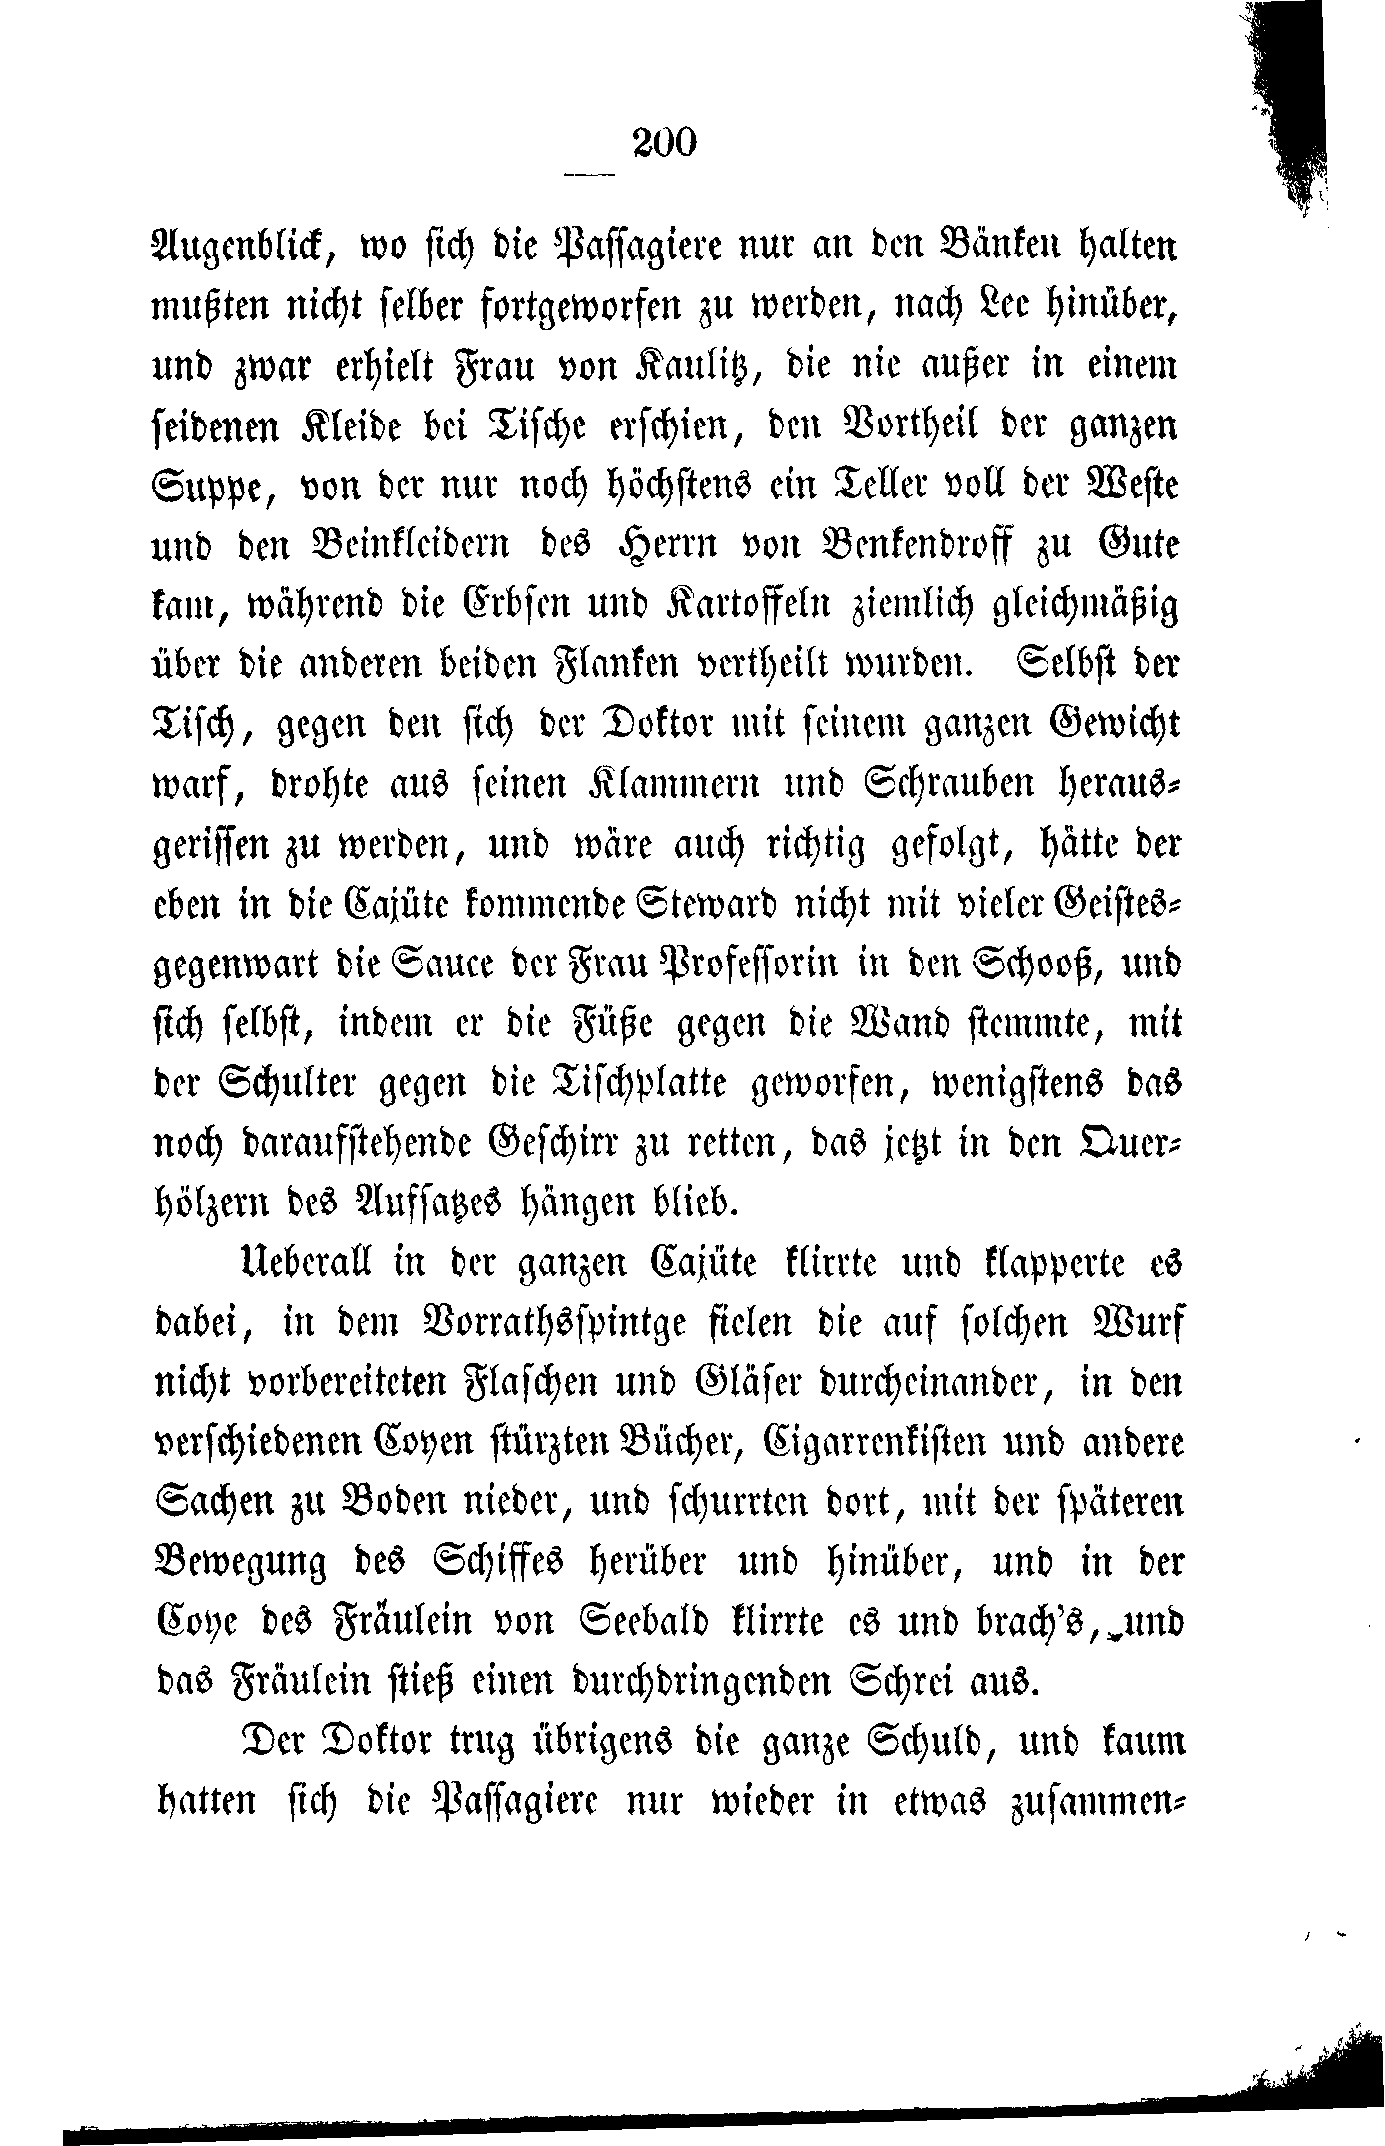 200
Augenblick, wo sich die Passagiere nur an den Bänken halten
mußten nicht selber fortgeworfen zu werden, nach Lee hinüber,
und zwar erhielt Frau von Kaulitz, die nie außer in einem
seidenen Kleide bei Tische erschien, den Vortheil der ganzen
Suppe, von der nur noch höchstens ein Teller voll der Weste
und den Beinkleidern des Herrn von Benkendroff zu Gute
kam, während die Erbsen und Kartoffeln ziemlich gleichmäßig
über die anderen beiden Flanken vertheilt wurden. Selbst der
Tisch, gegen den sich der Doktor mit seinem ganzen Gewicht
warf, drohte aus seinen Klammern und Schrauben heraus-
gerissen zu werden, und wäre auch richtig gefolgt, hätte der
eben in die Cajüte kommende Steward nicht mit vieler Geistes-
gegenwart die Sauce der Frau Professorin in den Schooß, und
sich selbst, indem er die Füße gegen die Wand stemmte, mit
der Schulter gegen die Tischplatte geworfen, wenigstens das
noch daraufstehende Geschirr zu retten, das jetzt in den Quer-
hölzern des Aufsatzes hängen blieb.
Ueberall in der ganzen Cajüte klirrte und klapperte es
dabei, in dem Vorrathsspintge fielen die auf solchen Wurf
nicht vorbereiteten Flaschen und Gläser durcheinander, in den
verschiedenen Coyen stürzten Bücher, Cigarrenkisten und andere
Sachen zu Boden nieder, und schurrten dort, mit der späteren
Bewegung des Schiffes herüber und hinüber, und in der
Coye des Fräulein von Seebald klirrte es und brach's, und
das Fräulein stieß einen durchdringenden Schrei aus.
Der Doktor trug übrigens die ganze Schuld, und kaum
hatten sich die Passagiere nur wieder in etwas zusammen-